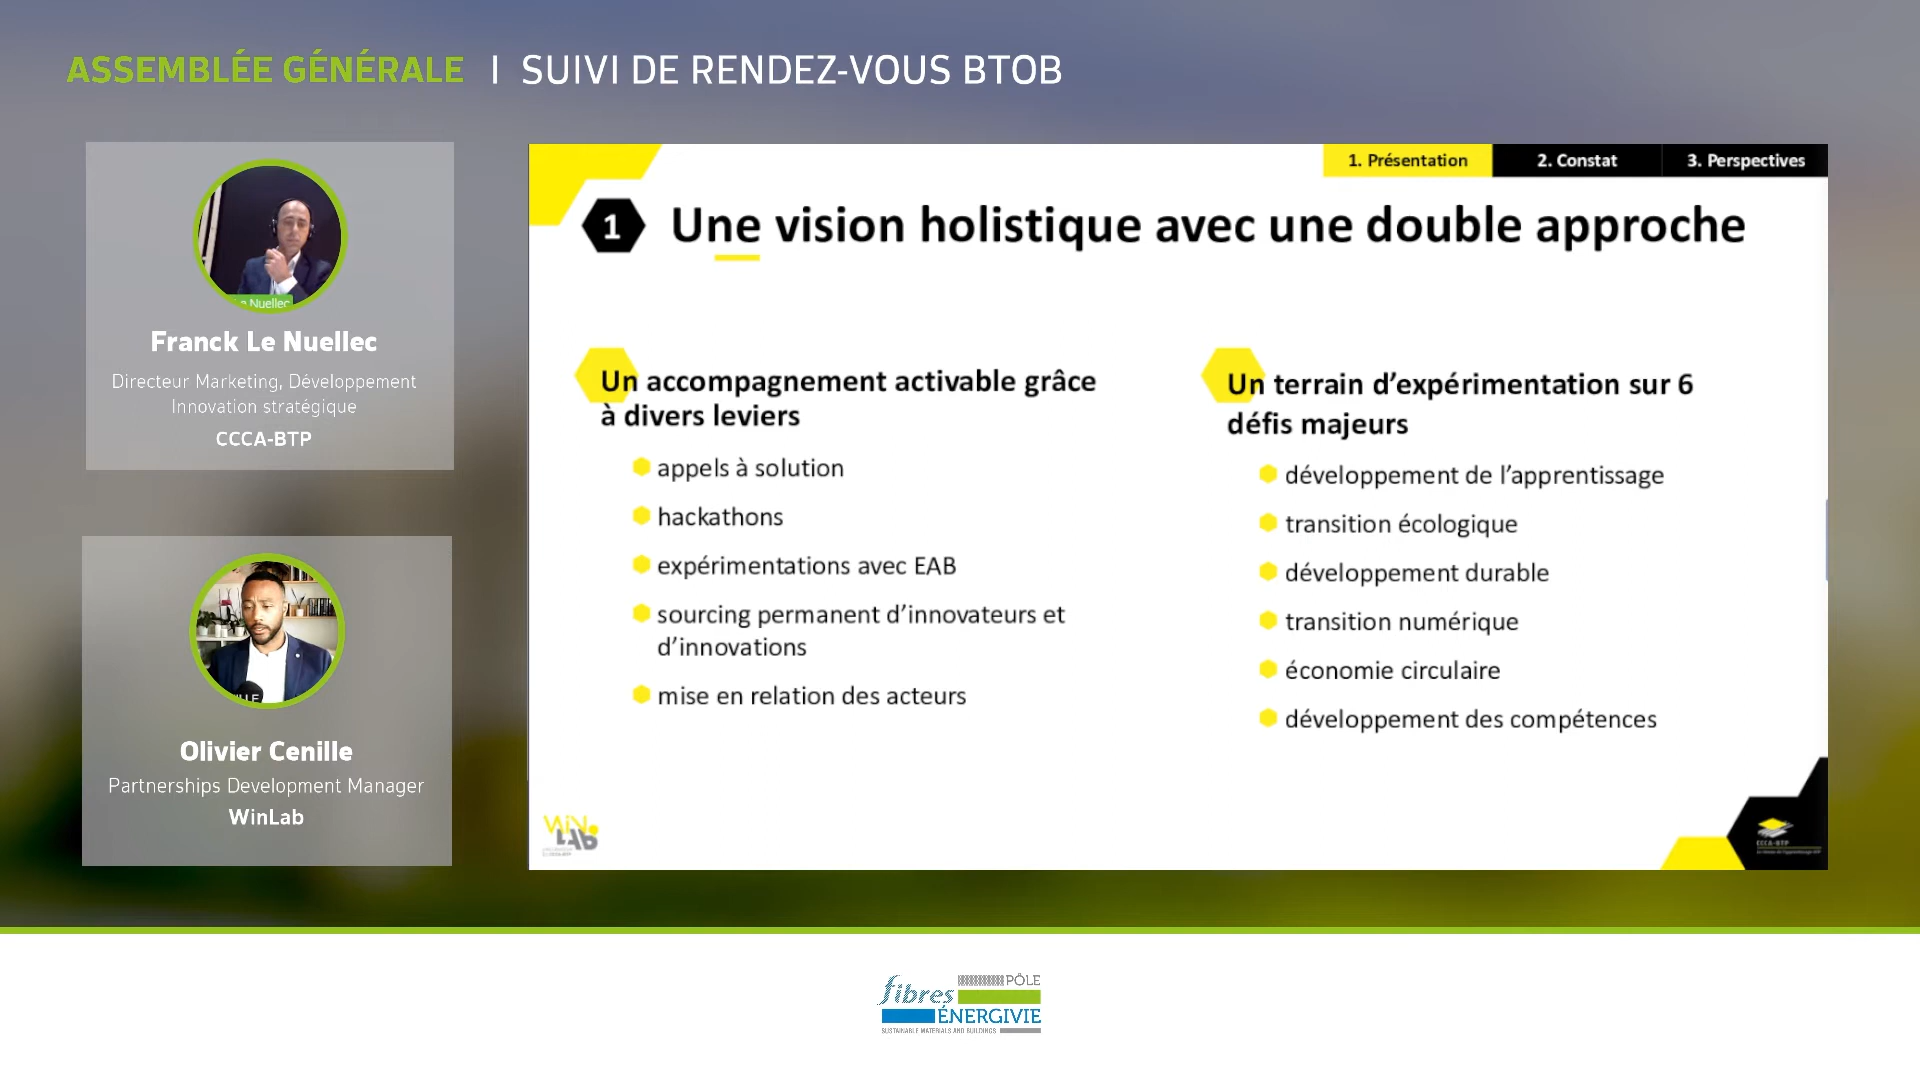 ASSEMBLÉE GÉNÉRALE | SUIVI DE RENDEZ-VOUS BTOB
Le Nuellec
Franck Le Nuellec
Directeur Marketing, Développement
Innovation stratégique
CCCA-BTP
Olivier Cenille
Partnerships Development Manager
WinLab
1. Présentation
2. Constat
3. Perspectives
1
Une vision holistique avec une double approche
Un accompagnement activable grâce
à divers leviers
appels à solution
hackathons
expérimentations avec EAB
sourcing permanent d’innovateurs et
d’innovations
mise en relation des acteurs
Un terrain d’expérimentation sur 6
défis majeurs
développement de l’apprentissage
transition écologique
développement durable
transition numérique
économie circulaire
développement des compétences
WIN
LAB
CCCA-BTP
PÔLE
fibres
ÉNERGIVIE
SUSTAINABLE MATERIALS AND BUILDINGS